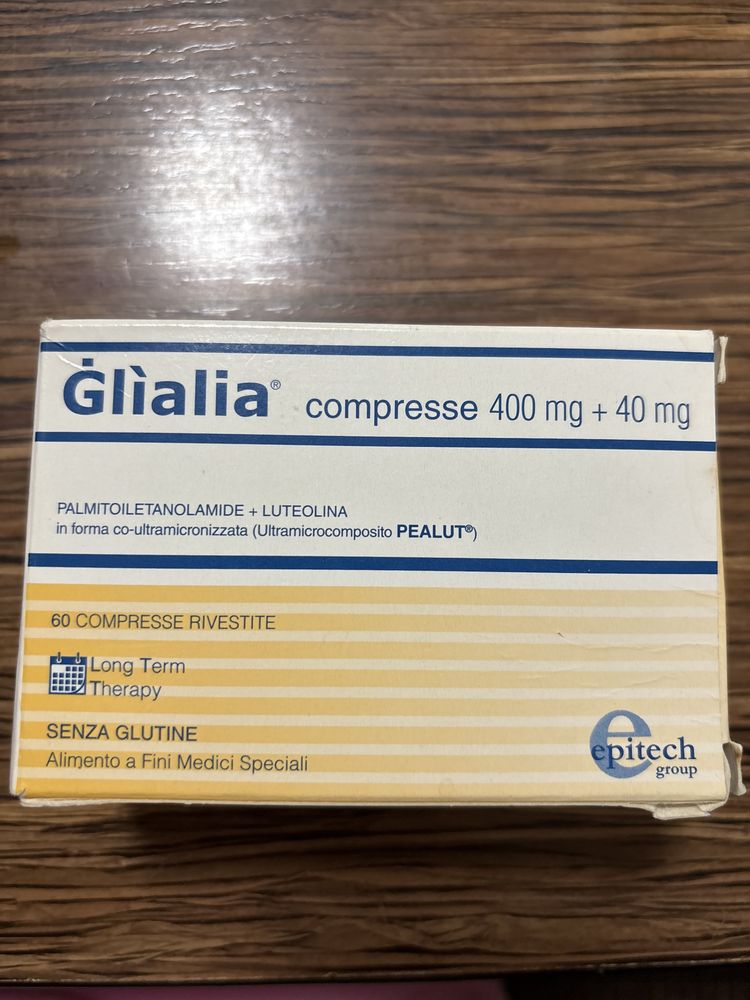 Ġlìalia® compresse 400 mg + 40 mg
PALMITOILETANOLAMIDE + LUTEOLINA
in forma co-ultramicronizzata (Ultramicrocomposito PEALUT®)
60 COMPRESSE RIVESTITE
Long Term
Therapy
SENZA GLUTINE
Alimento a Fini Medici Speciali
e
epitech
group